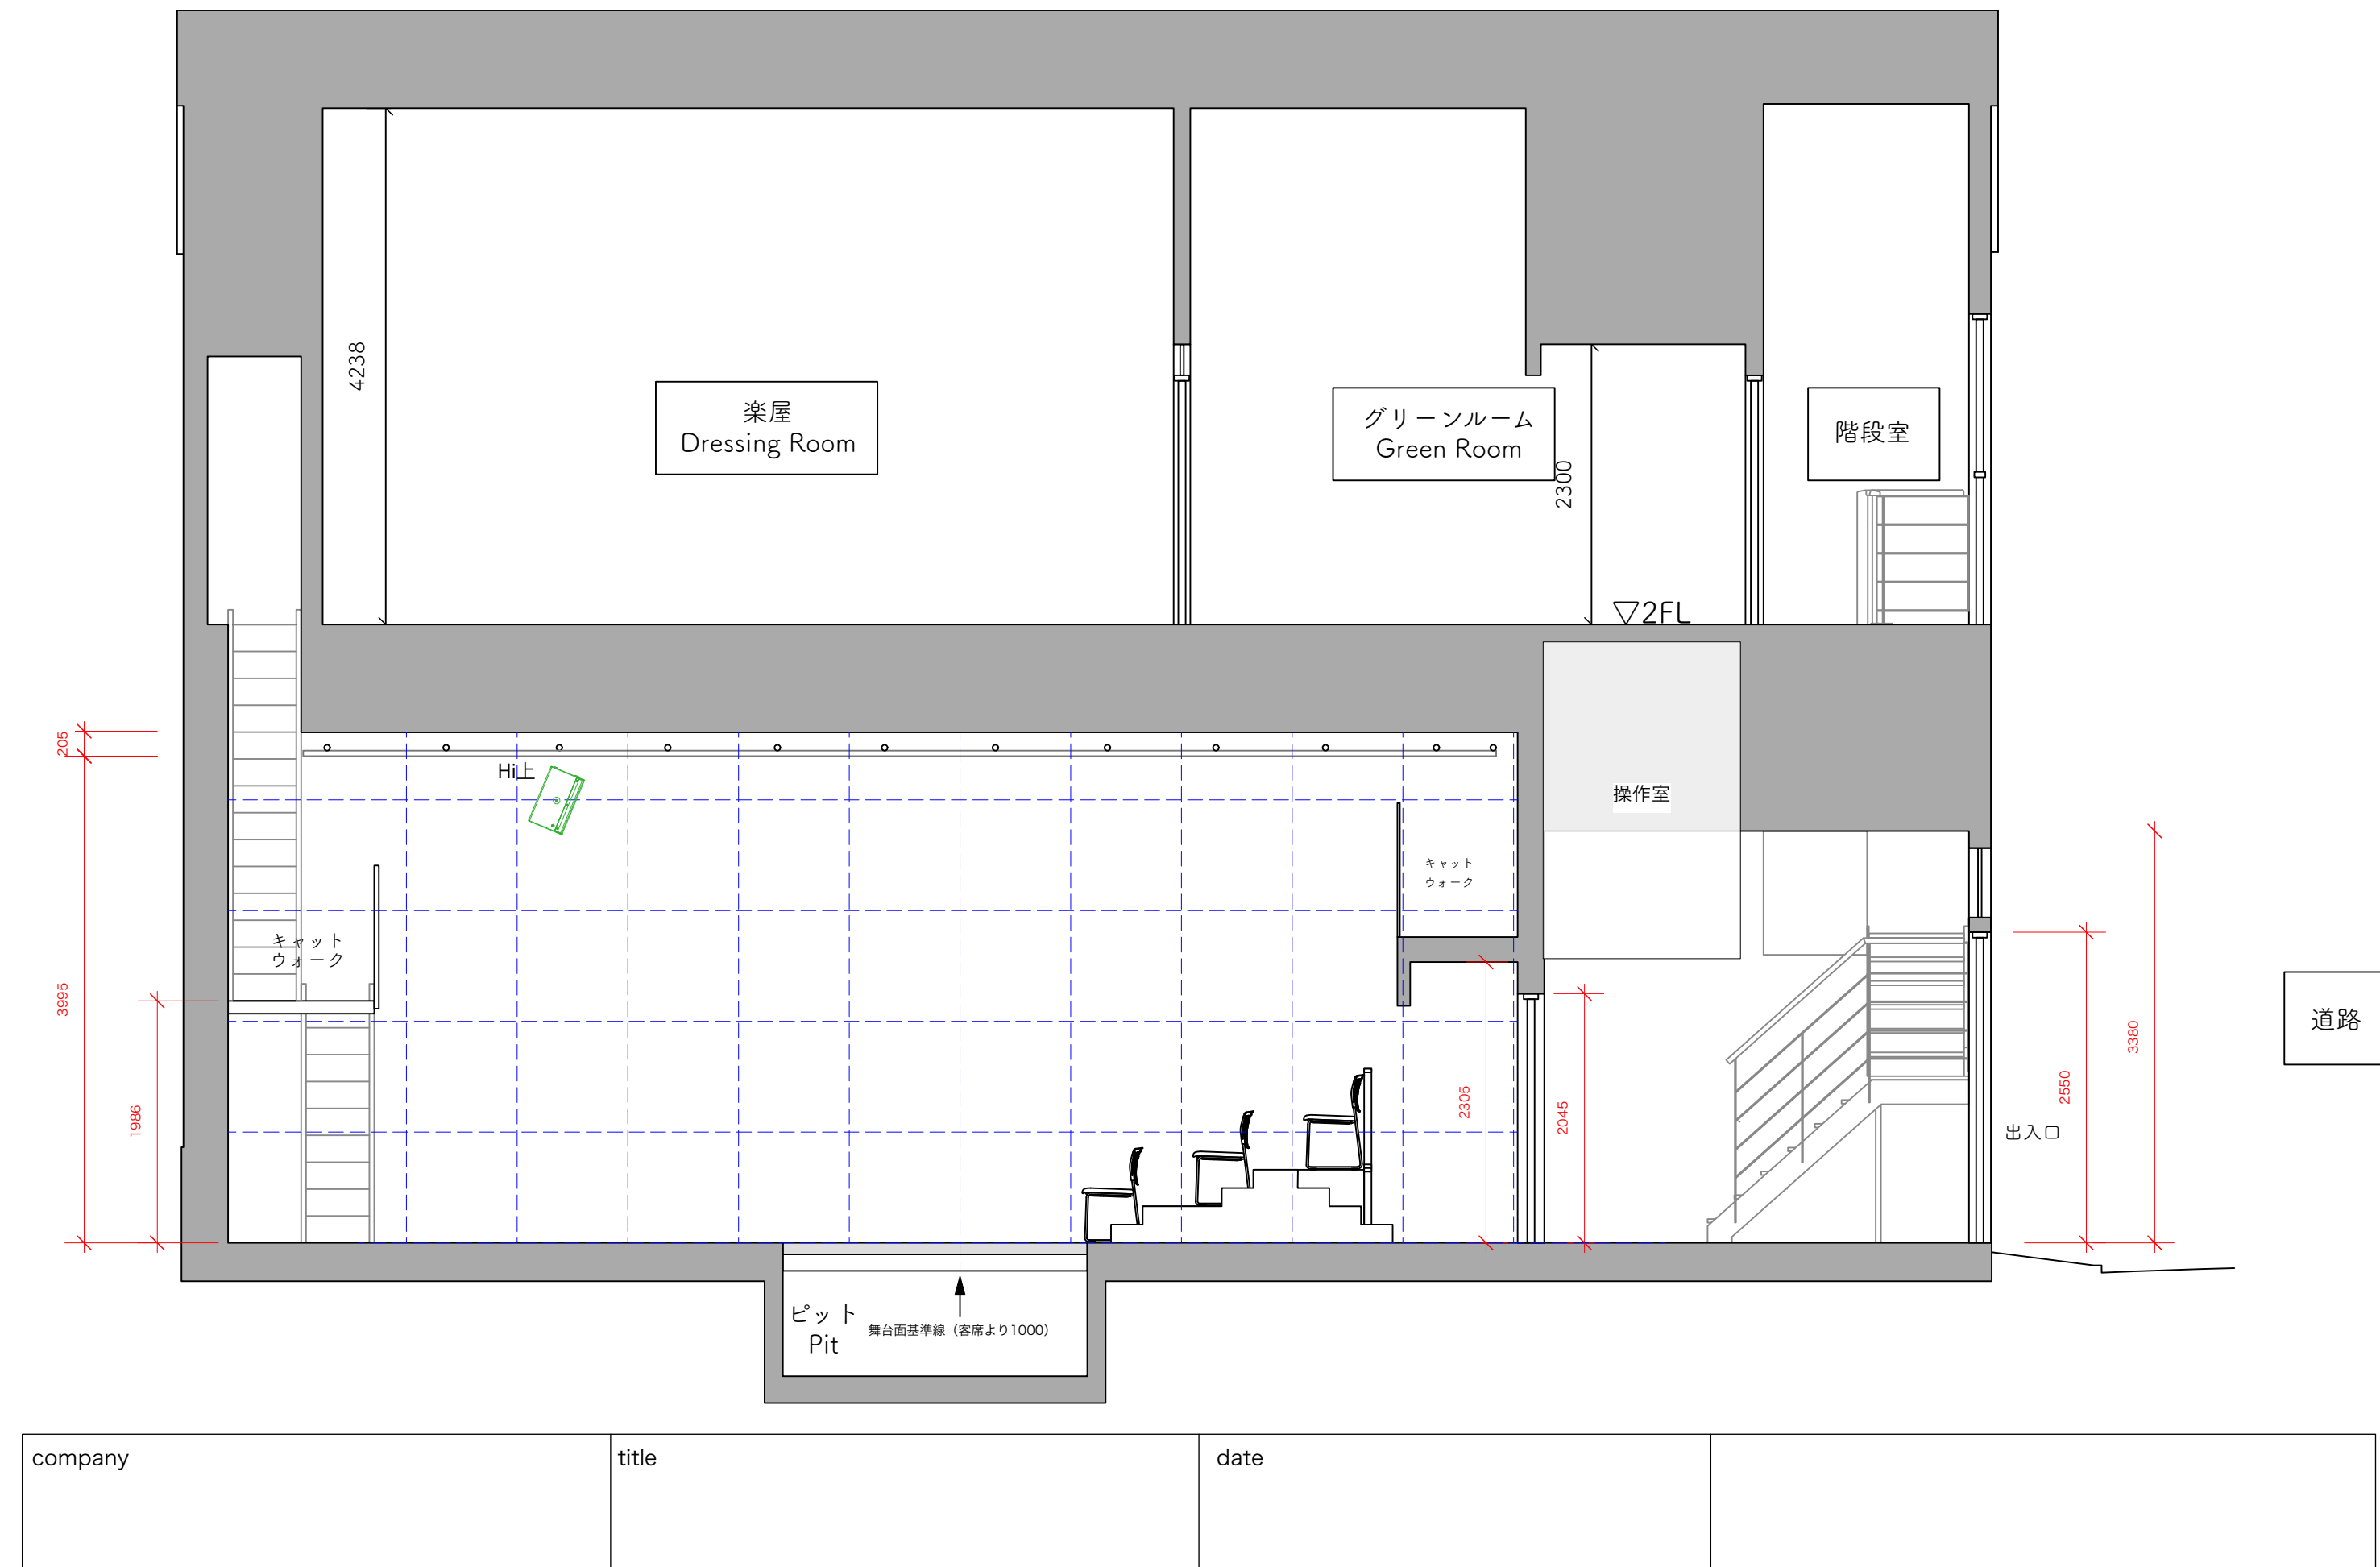 4238
楽屋
Dressing Room
グリーンルーム
Green Room
2300
階段室
▽2FL
205
Hi上
操作室
キャット
ウォーク
キャット
ウォーク
3995
1986
2305
2045
2550
3380
道路
出入口
ピット
Pit
舞台面基準線（客席より1000）
company
title
date